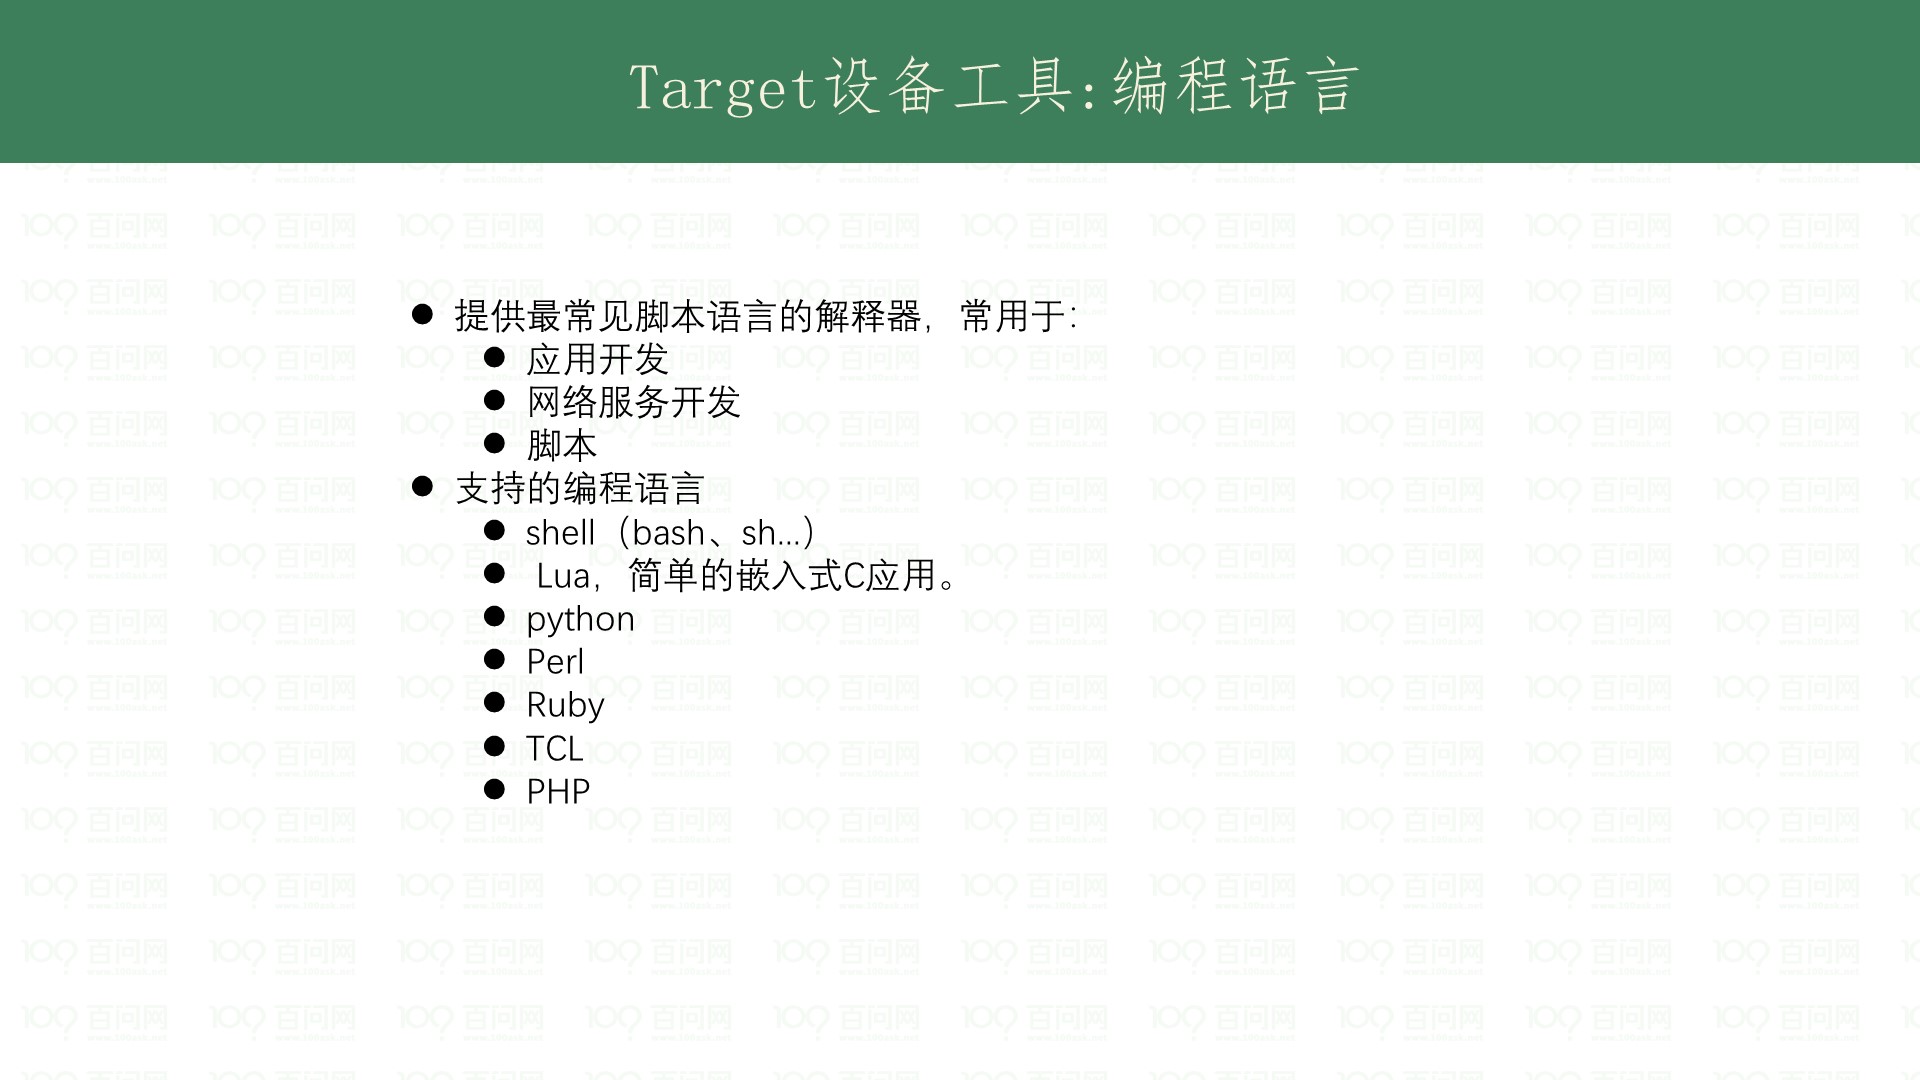 Target设备工具:编程语言
提供最常见脚本语言的解释器，常用于：
应用开发
网络服务开发
脚本
支持的编程语言
shell（bash、sh...）
Lua，简单的嵌入式C应用。
python
Perl
Ruby
TCL
PHP
百问网
www.100ask.net